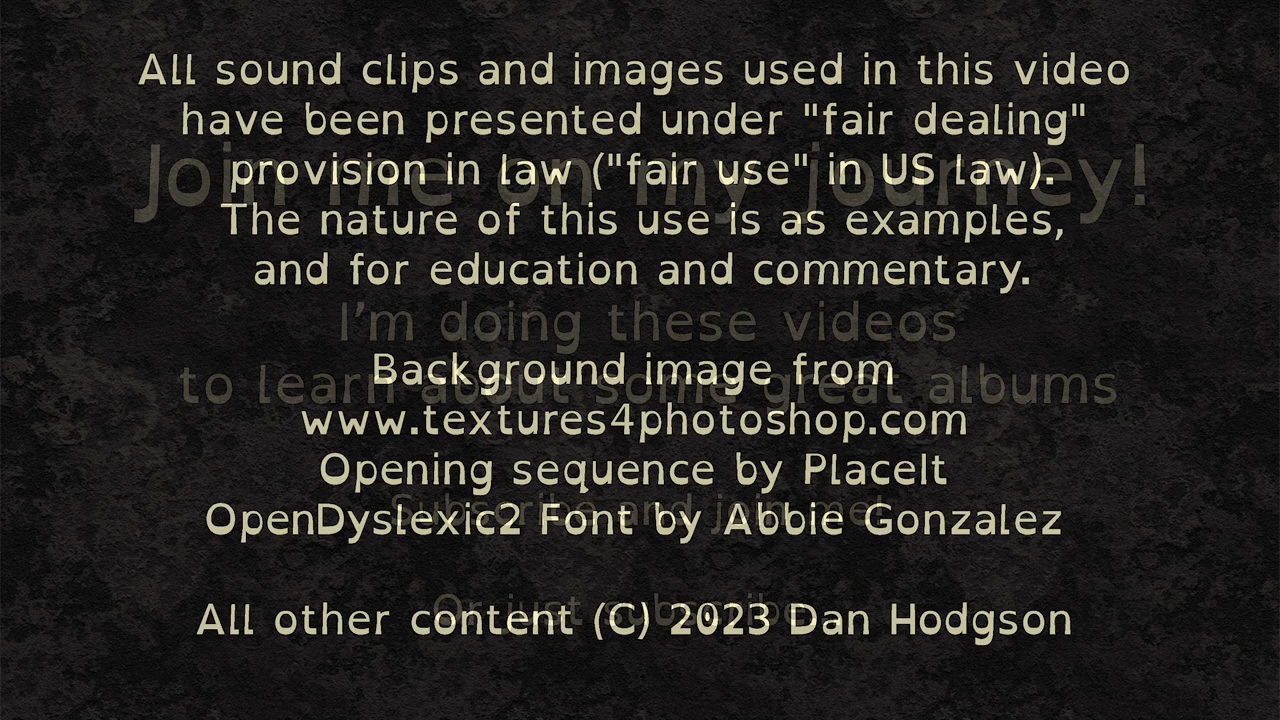 All sound clips and images used in this video
have been presented under "fair dealing"
Join me on my journey!
provision in law ("fair use" in US law).
The nature of this use is as examples,
and for education and commentary.
I'm doing these videos
Background image from
to learn about some great albums
www.textures4photoshop.com
Opening sequence by PlaceIt
Subscribe and join me!
OpenDyslexic2 Font by Abbie Gonzalez
Or just subscribe...
All other content (C) 2023 Dan Hodgson